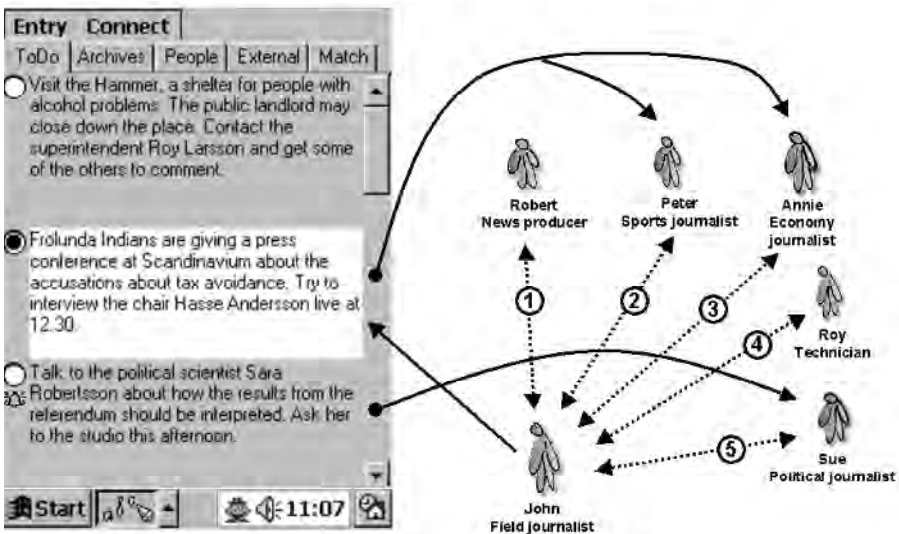 Entry Connect
ToDo Archives People External Match
Visit the Hammer, a shelter for people with
alcohol problems. The public landlord may
close down the place. Contact the
superintendent Roy Larsson and get some
of the others to comment.
Frolunda Indians are giving a press
conference at Scandinavium about the
accusations about tax avoidance. Try to
interview the chair Hasse Andersson live at
12.30.
Talk to the political scientist Sara
Robertsson about how the results from the
referendum should be interpreted. Ask her
to the studio this afternoon.
Start
11:07
Robert
News producer
Peter
Sports journalist
Annie
Economy
journalist
Roy
Technician
Sue
Political journalist
John
Field journalist
1
2
3
4
5